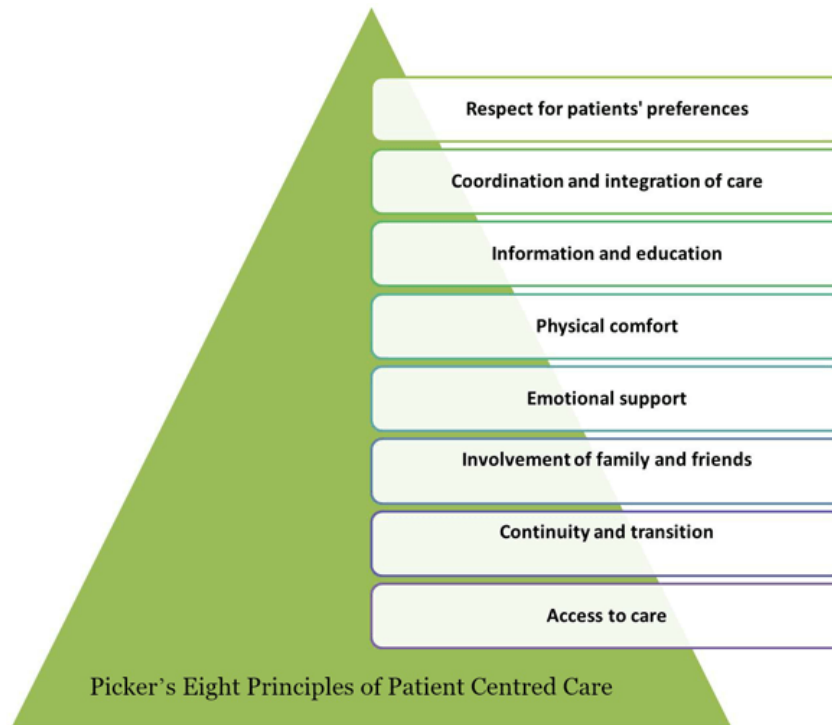 Respect for patients' preferences
Coordination and integration of care
Information and education
Physical comfort
Emotional support
Involvement of family and friends
Continuity and transition
Access to care
Picker’s Eight Principles of Patient Centred Care